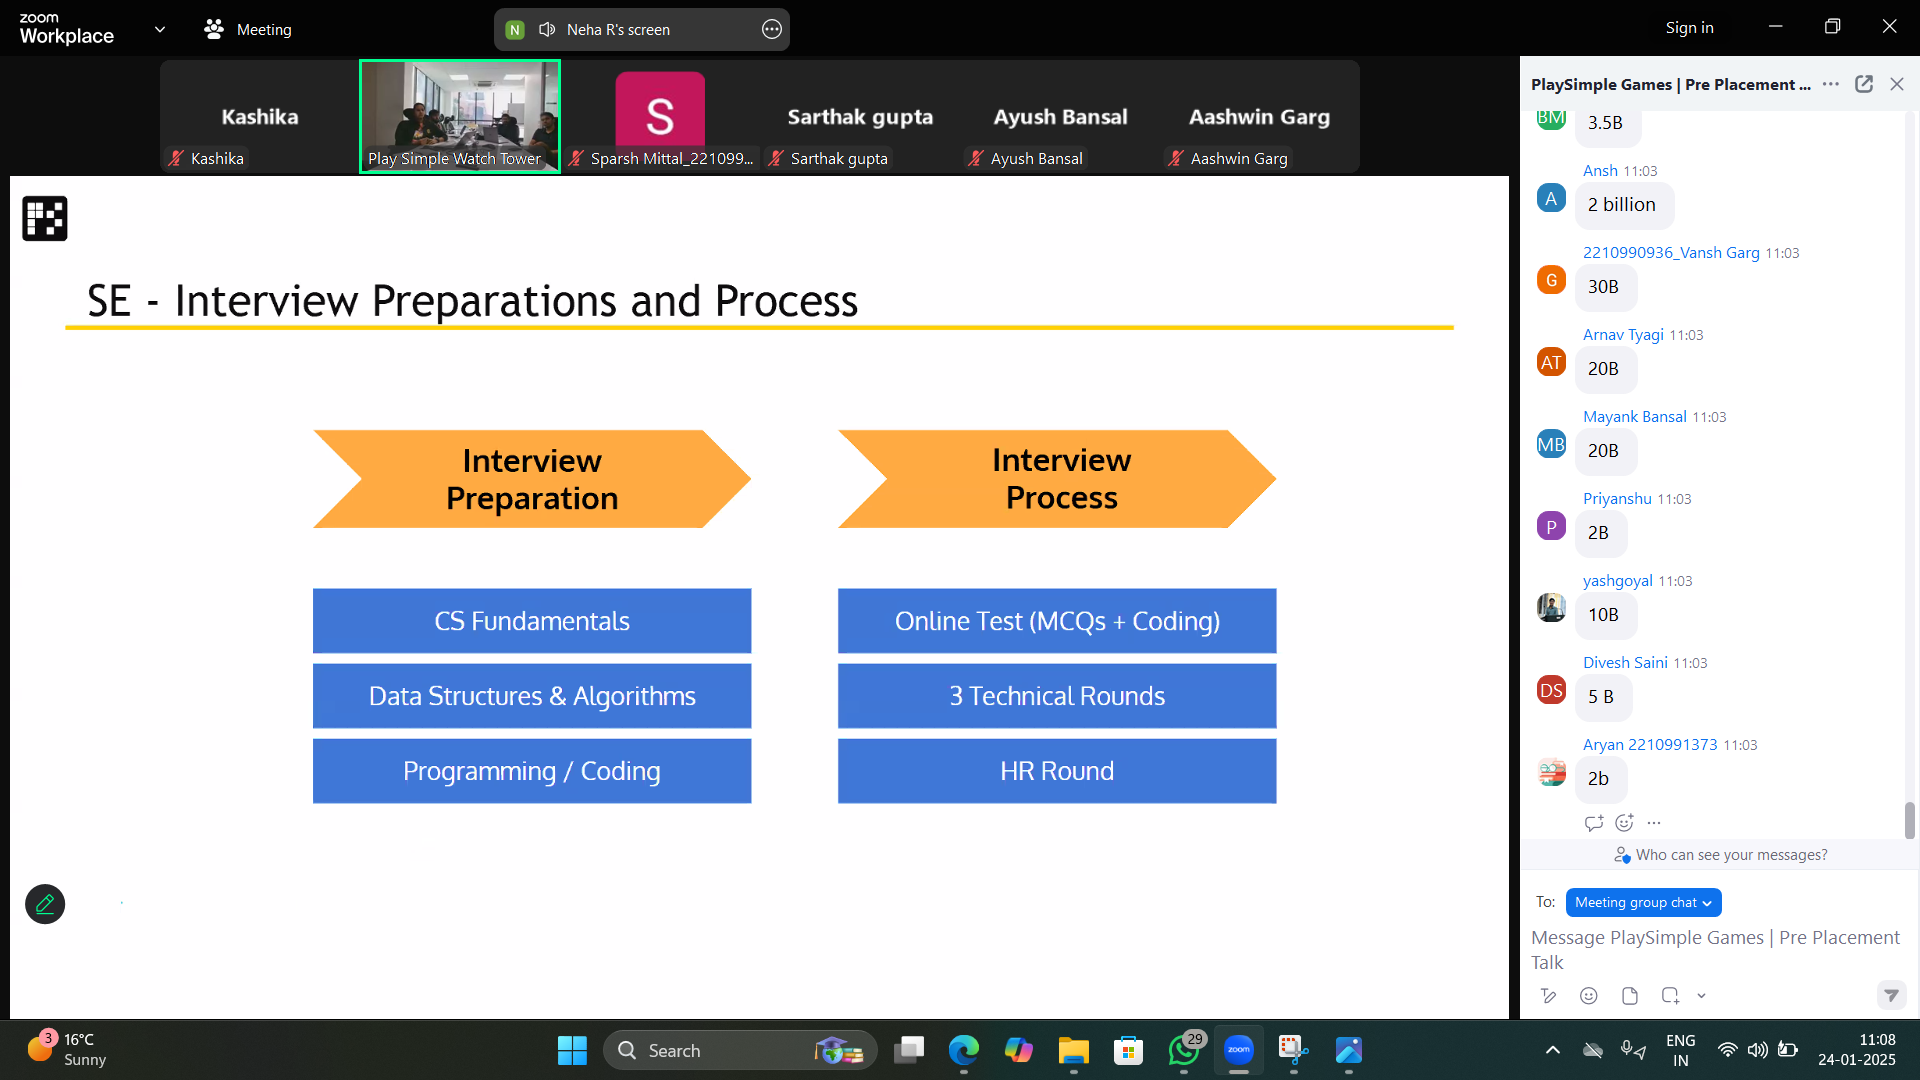 zoom
Workplace
Meeting
N
Neha R's screen
Sign in
Kashika
Kashika
Play Simple Watch Tower
S
Sparsh Mittal_221099...
Sarthak gupta
Sarthak gupta
Ayush Bansal
Ayush Bansal
Aashwin Garg
Aashwin Garg
SE - Interview Preparations and Process
Interview
Preparation
CS Fundamentals
Data Structures & Algorithms
Programming / Coding
Interview
Process
Online Test (MCQs + Coding)
3 Technical Rounds
HR Round
PlaySimple Games | Pre Placement ...
BM
3.5B
Ansh 11:03
A
2 billion
2210990936_Vansh Garg 11:03
G
30B
Arnav Tyagi 11:03
AT
20B
Mayank Bansal 11:03
MB
20B
Priyanshu 11:03
P
2B
yashgoyal 11:03
10B
Divesh Saini 11:03
DS
5 B
Aryan 2210991373 11:03
2b
Who can see your messages?
To: Meeting group chat
Message PlaySimple Games | Pre Placement
Talk
3
16°C
Sunny
Search
29
zoom
ENG
IN
11:08
24-01-2025